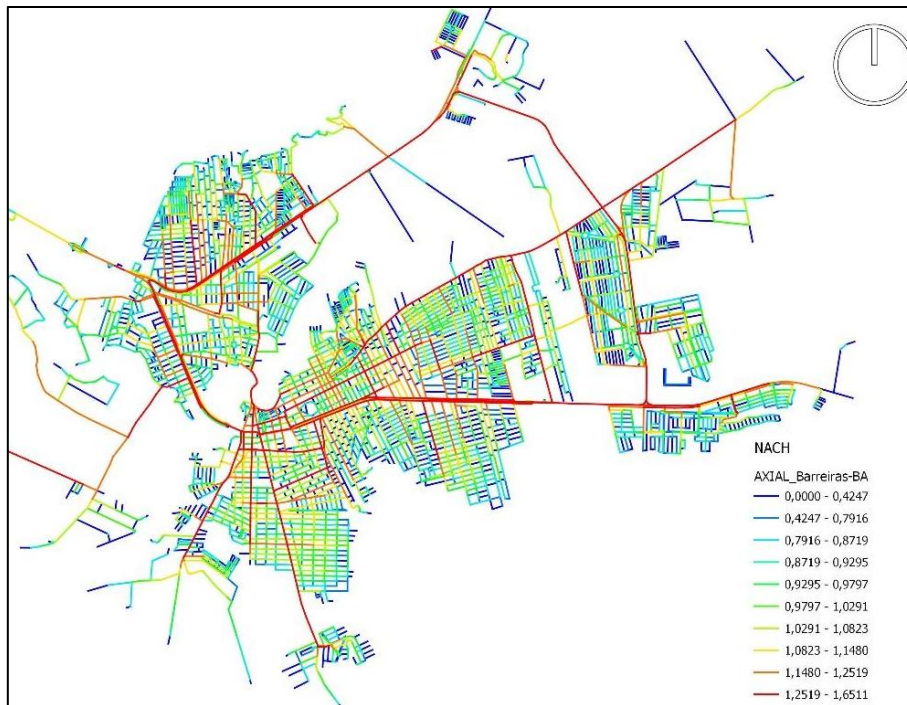 NACH
AXIAL_Barreiras-BA
0,0000 - 0,4247
0,4247 - 0,7916
0,7916 - 0,8719
0,8719 - 0,9295
0,9295 - 0,9797
0,9797 - 1,0291
1,0291 - 1,0823
1,0823 - 1,1480
1,1480 - 1,2519
1,2519 - 1,6511